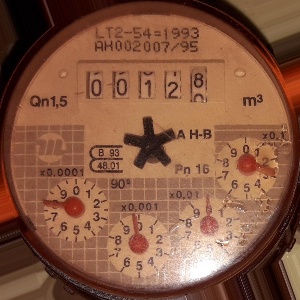 LT2-54=1993
AH002007/95
00128
Qn1,5
m³
A H-B
B 93
48.01
Pn 16
90°
x0,1
x0,0001
x0,01
x0,001